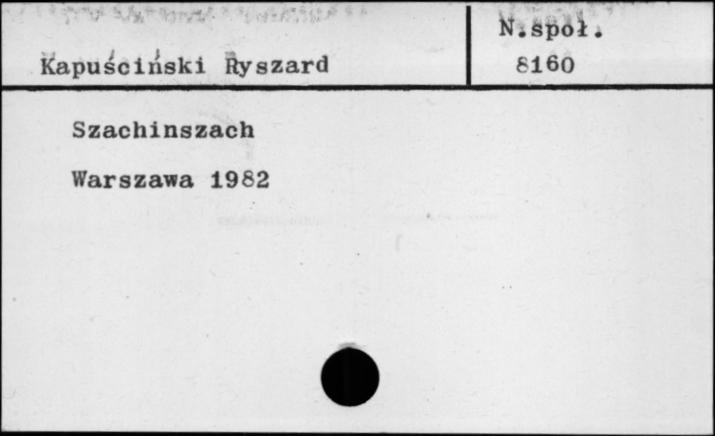 N.społ.
Kapuściński Ryszard
8160
Szachinszach
Warszawa 1982